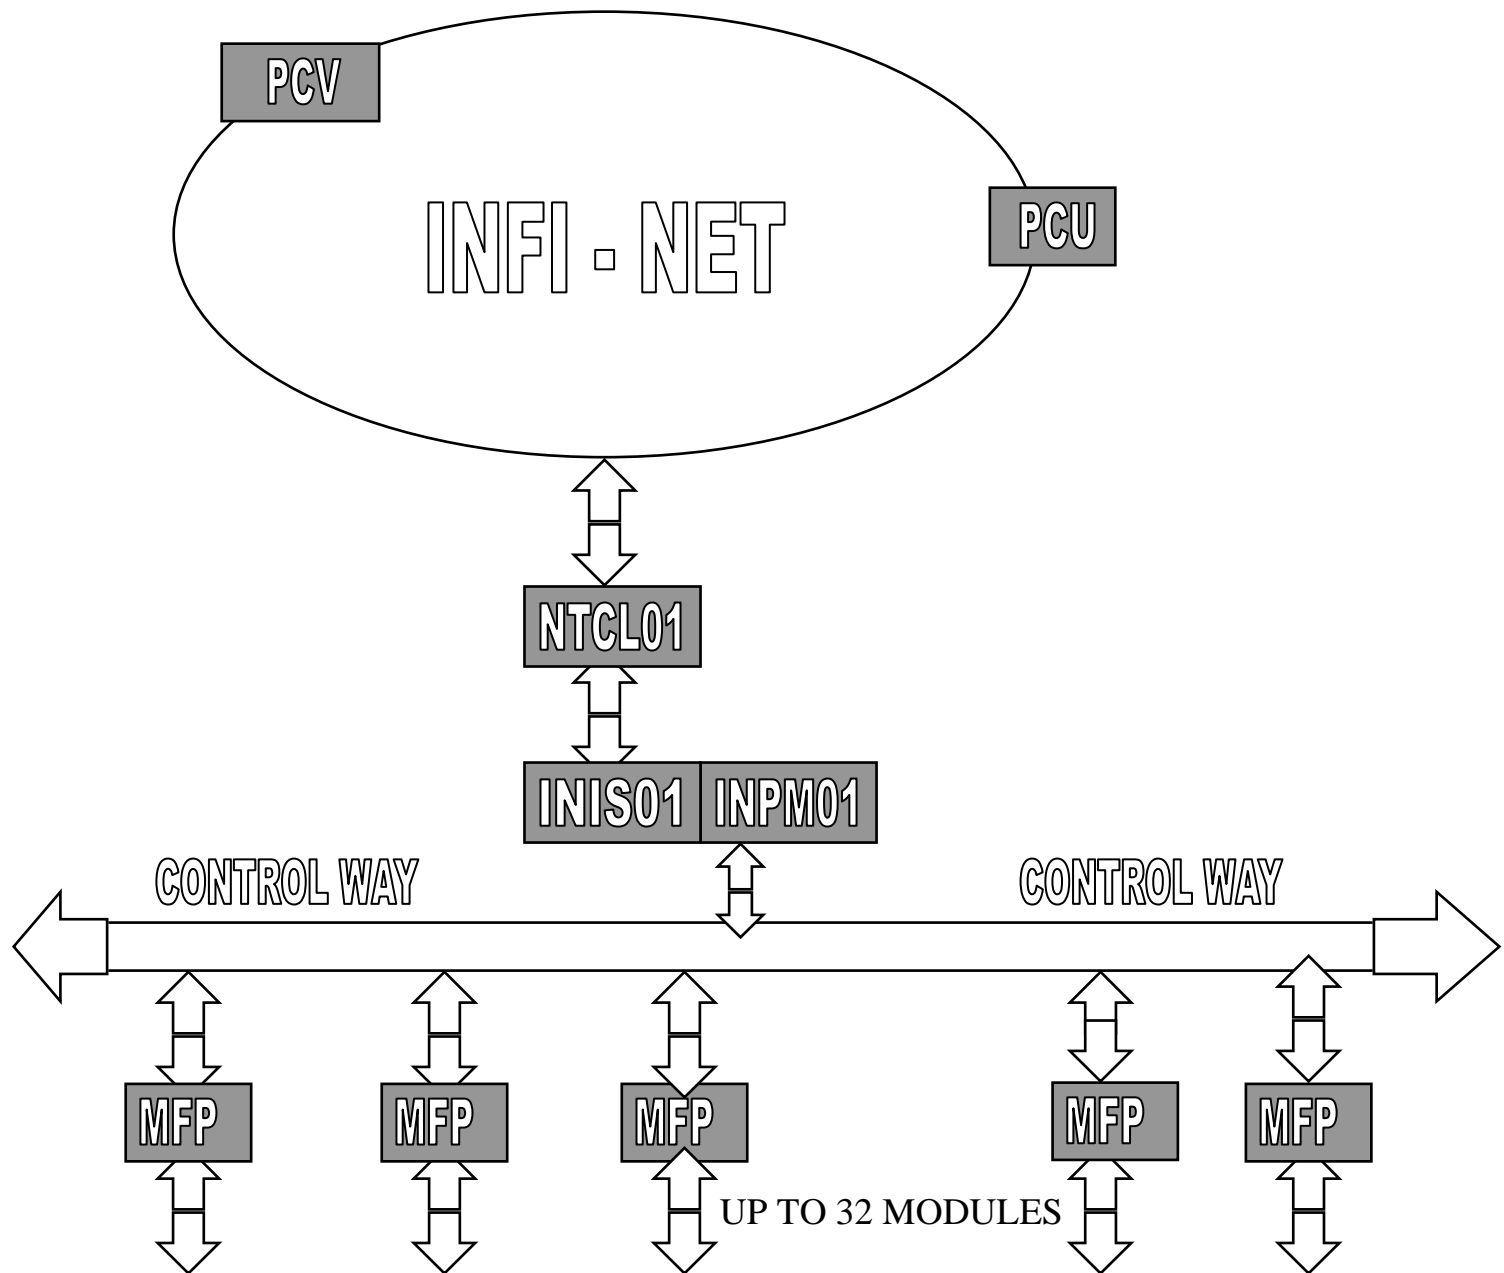 PCV
PCU
INFI - NET
NTCL01
INIS01 INPM01
CONTROL WAY CONTROL WAY
MFP MFP MFP MFP MFP
UP TO 32 MODULES